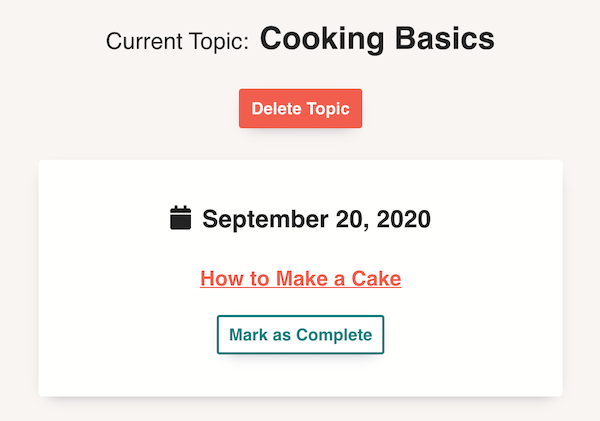 Current Topic: Cooking Basics
Delete Topic
September 20, 2020
How to Make a Cake
Mark as Complete